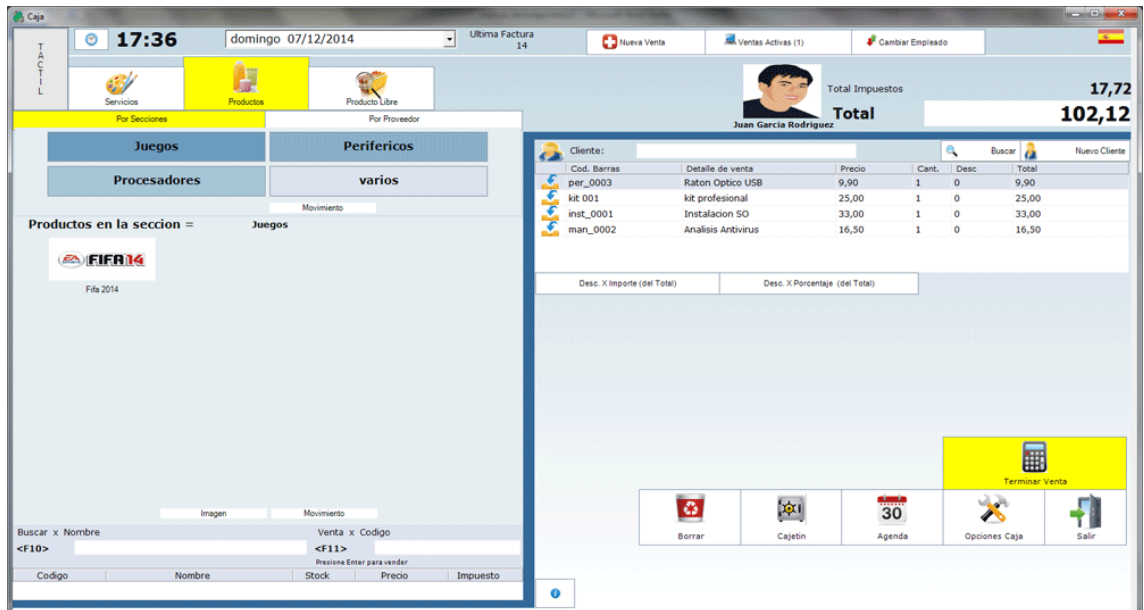 Caja
TACTIL
17:36
domingo 07/12/2014
Ultima Factura
14
Nueva Venta
Ventas Activas (1)
Cambiar Empleado
Servicios
Productos
Producto Libre
Juan Garcia Rodriguez
Total Impuestos
17,72
Total
102,12
Por Secciones
Por Proveedor
Juegos
Perifericos
Procesadores
varios
Movimiento
Productos en la seccion = Juegos
EA FIFA 14
Fifa 2014
Imagen
Movimiento
Buscar x Nombre
Venta x Codigo
<F10>
<F11>
Presione Enter para vender
Codigo Nombre Stock Precio Impuesto
Cliente:
Buscar
Nuevo Cliente
Cod. Barras Detalle de venta Precio Cant. Desc Total
per_0003 Raton Optico USB 9,90 1 0 9,90
kit 001 kit profesional 25,00 1 0 25,00
inst_0001 Instalacion SO 33,00 1 0 33,00
man_0002 Analisis Antivirus 16,50 1 0 16,50
Desc. X Importe (del Total)
Desc. X Porcentaje (del Total)
Terminar Venta
Borrar
Cajetin
30
Agenda
Opciones Caja
Salir